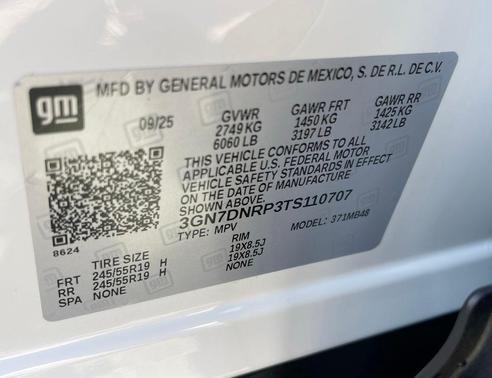 gm
MFD BY GENERAL MOTORS DE MEXICO, S. DE R.L. DE C.V.
09/25 GVWR GAWR FRT GAWR RR
2749 KG 1450 KG 1425 KG
6060 LB 3197 LB 3142 LB
THIS VEHICLE CONFORMS TO ALL
APPLICABLE U.S. FEDERAL MOTOR
VEHICLE SAFETY STANDARDS IN EFFECT
ON THE DATE OF MANUFACTURE
SHOWN ABOVE.
3GN7DNRP3TS110707
TYPE: MPV MODEL: 371MB48
8624
TIRE SIZE RIM
FRT 245/55R19 H 19X8.5J
RR 245/55R19 H 19X8.5J
SPA NONE NONE